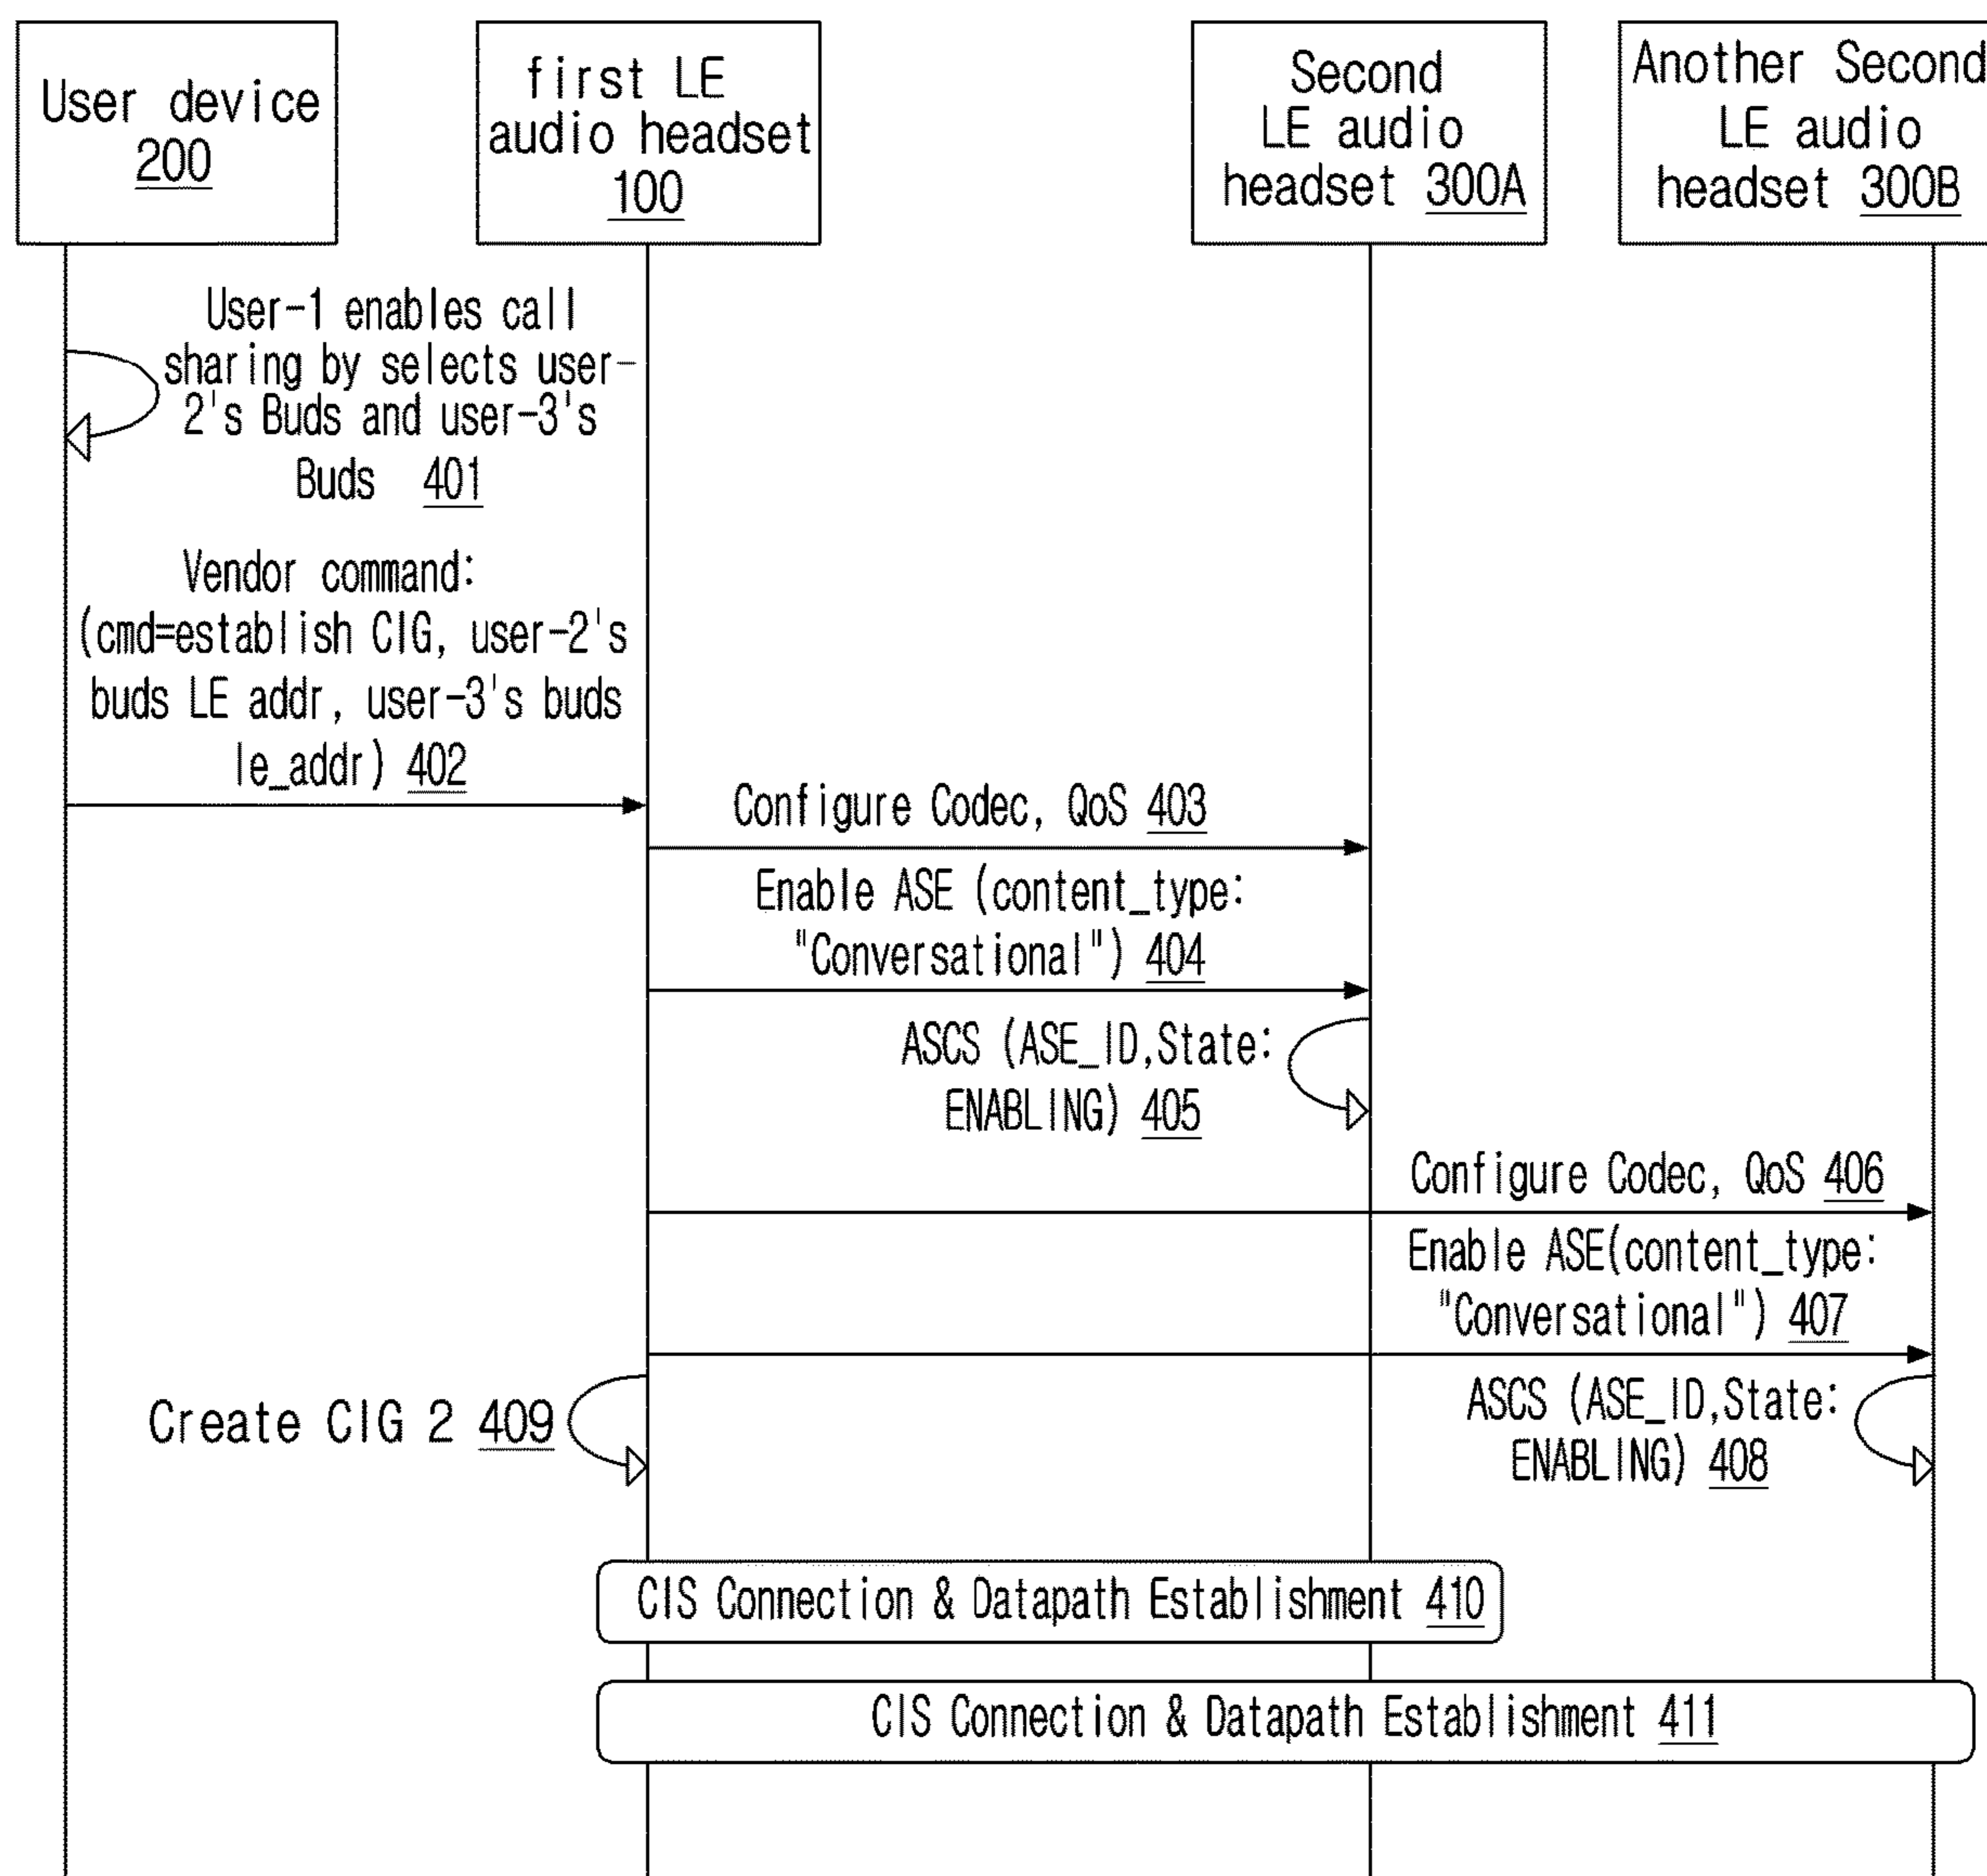 User device
200
first LE
audio headset
100
Second
LE audio
headset 300A
Another Second
LE audio
headset 300B
User-1 enables call
sharing by selects user-
2's Buds and user-3's
Buds 401
Vendor command:
(cmd=establish CIG, user-2's
buds LE addr, user-3's buds
le_addr) 402
Configure Codec, QoS 403
Enable ASE (content_type:
"Conversational") 404
ASCS (ASE_ID,State:
ENABLING) 405
Configure Codec, QoS 406
Enable ASE(content_type:
"Conversational") 407
Create CIG 2 409
ASCS (ASE_ID,State:
ENABLING) 408
CIS Connection & Datapath Establishment 410
CIS Connection & Datapath Establishment 411